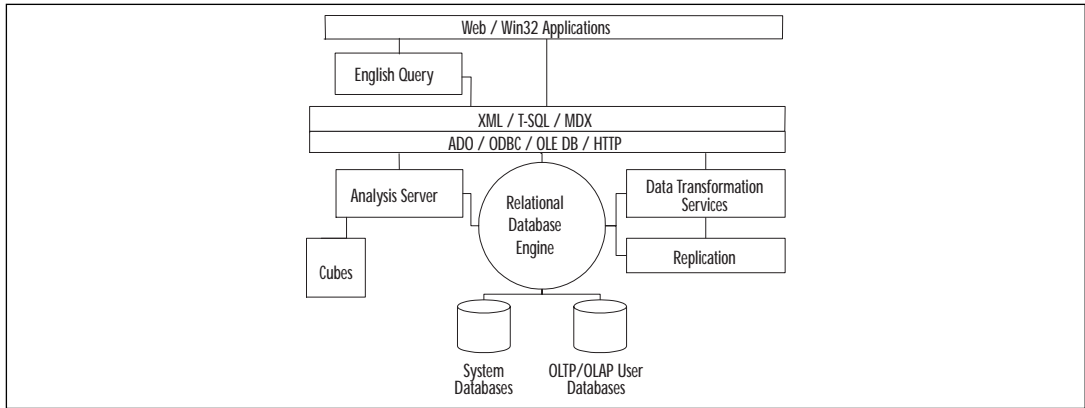 Web / Win32 Applications
English Query
XML / T-SQL / MDX
ADO / ODBC / OLE DB / HTTP
Analysis Server
Relational
Database
Engine
Data Transformation
Services
Replication
Cubes
System
Databases
OLTP/OLAP User
Databases